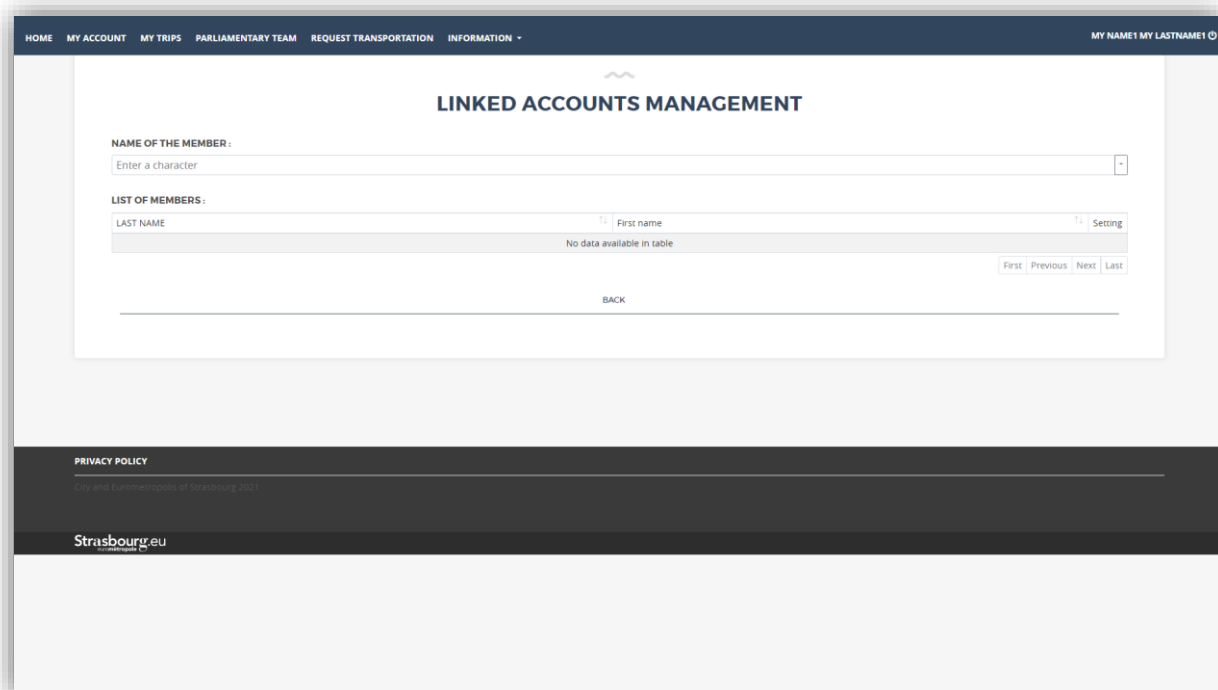 HOME MY ACCOUNT MY TRIPS PARLIAMENTARY TEAM REQUEST TRANSPORTATION INFORMATION MY NAME1 MY LASTNAME1
LINKED ACCOUNTS MANAGEMENT
NAME OF THE MEMBER :
Enter a character
LIST OF MEMBERS :
LAST NAME First name Setting
No data available in table
First Previous Next Last
BACK
PRIVACY POLICY
City and Eurometropolis of Strasbourg 2021
Strasbourg.eu
eurométropole